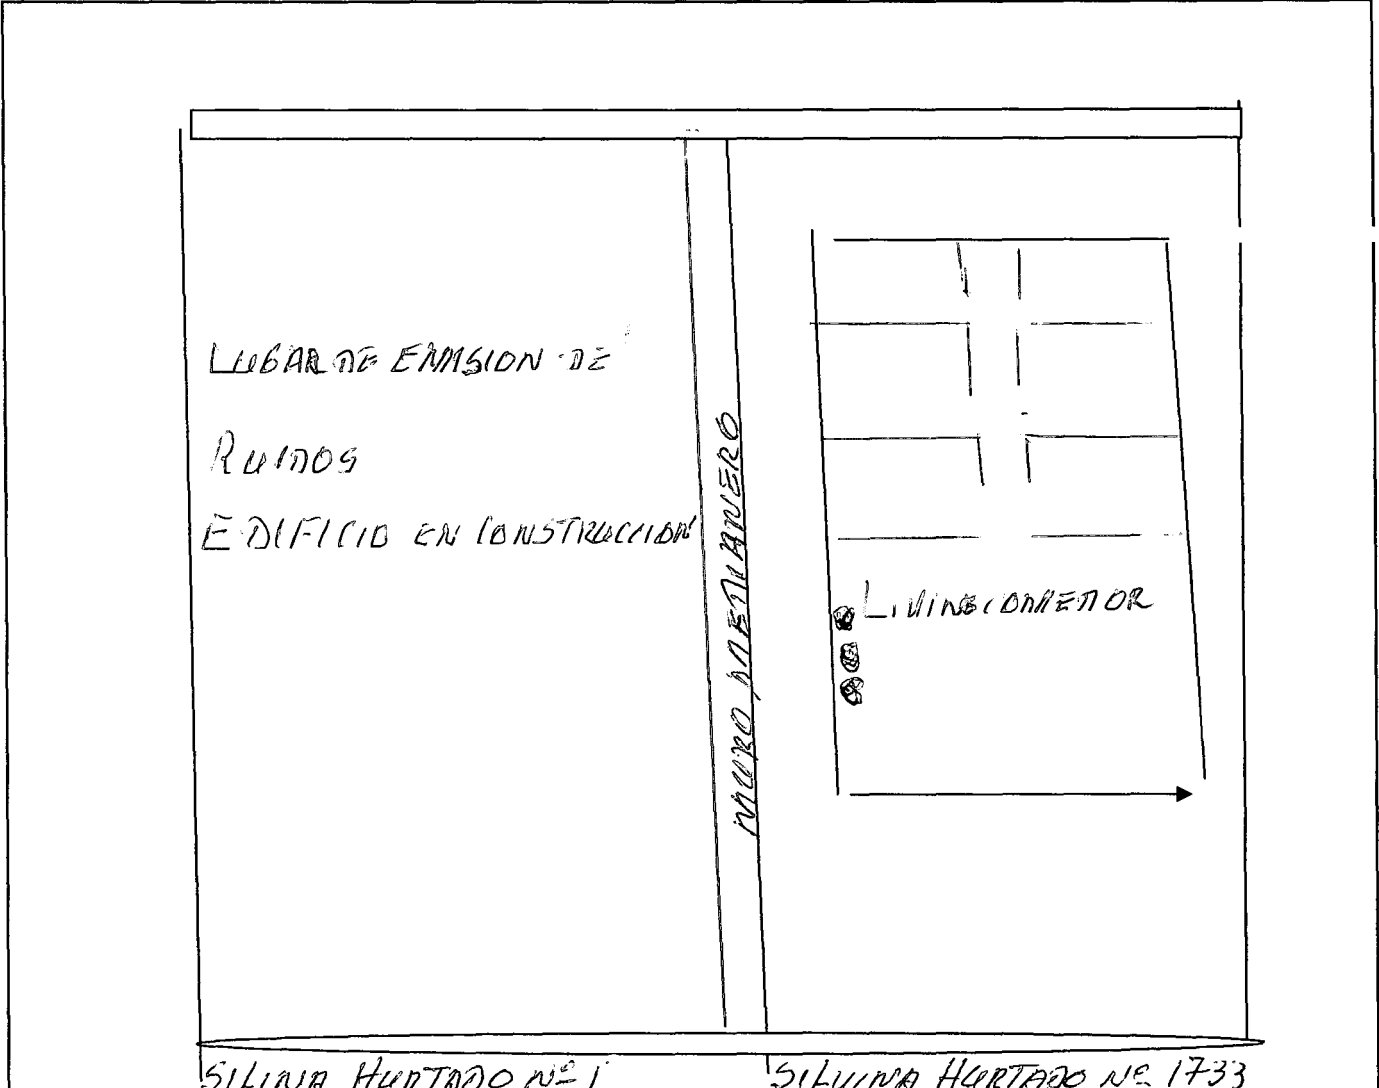 LUGAR DE EMISION DE
RUIDOS
EDIFICIO EN CONSTRUCCION
MURO MEDIANERO
LIVING COMEDOR
SILINA HURTADO Nº 1
SILVINA HURTADO Nº 1733